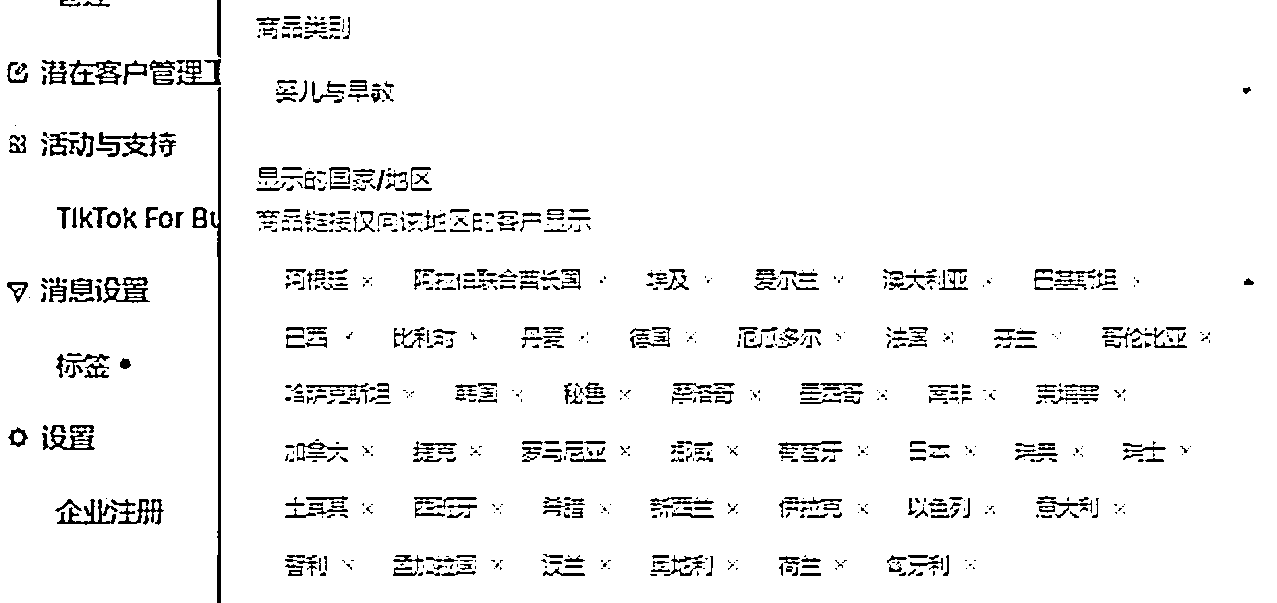 商品类别
潜在客户管理工
婴儿与早教
活动与支持
显示的国家/地区
TikTok For Bu
商品链接仅向该地区的客户显示
消息设置
阿根廷 × 阿拉伯联合酋长国 × 埃及 × 爱尔兰 × 澳大利亚 × 巴基斯坦 ×
巴西 × 比利时 × 丹麦 × 德国 × 厄瓜多尔 × 法国 × 芬兰 × 哥伦比亚 ×
标签
哈萨克斯坦 × 韩国 × 秘鲁 × 摩洛哥 × 墨西哥 × 南非 × 柬埔寨 ×
设置
加拿大 × 捷克 × 罗马尼亚 × 挪威 × 葡萄牙 × 日本 × 瑞典 × 瑞士 ×
企业注册
土耳其 × 西班牙 × 希腊 × 新西兰 × 伊拉克 × 以色列 × 意大利 ×
智利 × 孟加拉国 × 波兰 × 奥地利 × 荷兰 × 匈牙利 ×